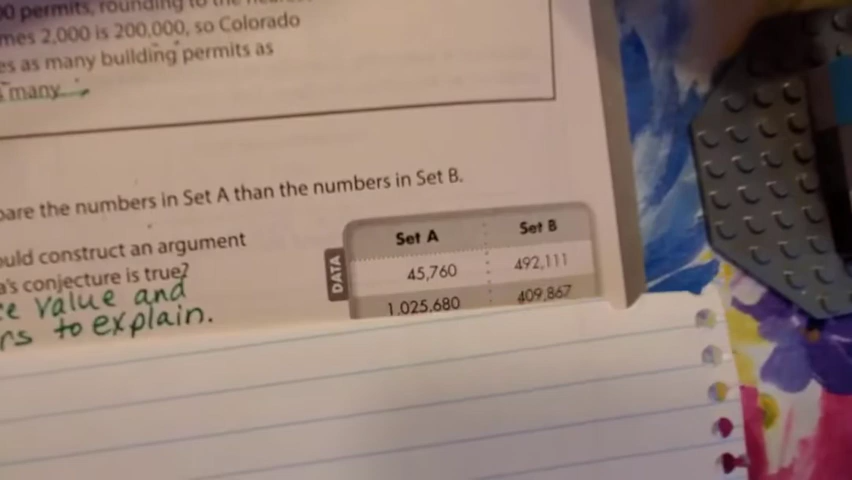 0 permits, rounding to the
mes 2,000 is 200,000, so Colorado
es as many building permits as
many
pare the numbers in Set A than the numbers in Set B.
uld construct an argument
a's conjecture is true?
ce value and
rs to explain.
DATA
Set A Set B
45,760 492,111
1,025,680 409,867